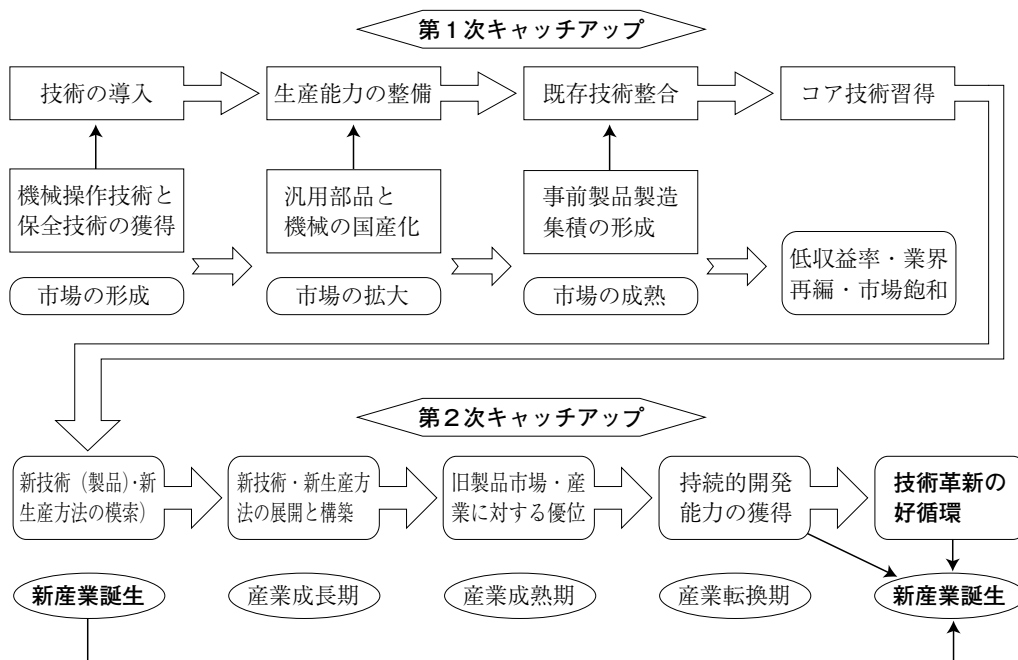 第1次キャッチアップ
技術の導入
生産能力の整備
既存技術整合
コア技術習得
機械操作技術と
保全技術の獲得
汎用部品と
機械の国産化
事前製品製造
集積の形成
市場の形成
市場の拡大
市場の成熟
低収益率・業界
再編・市場飽和
第2次キャッチアップ
新技術（製品）・新
生産方法の模索）
新技術・新生産方
法の展開と構築
旧製品市場・産
業に対する優位
持続的開発
能力の獲得
技術革新の
好循環
新産業誕生
産業成長期
産業成熟期
産業転換期
新産業誕生